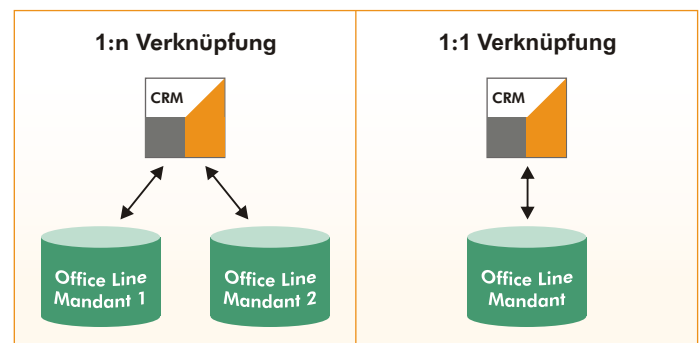 1:n Verknüpfung
CRM
Office Line
Mandant 1
Office Line
Mandant 2
1:1 Verknüpfung
CRM
Office Line
Mandant